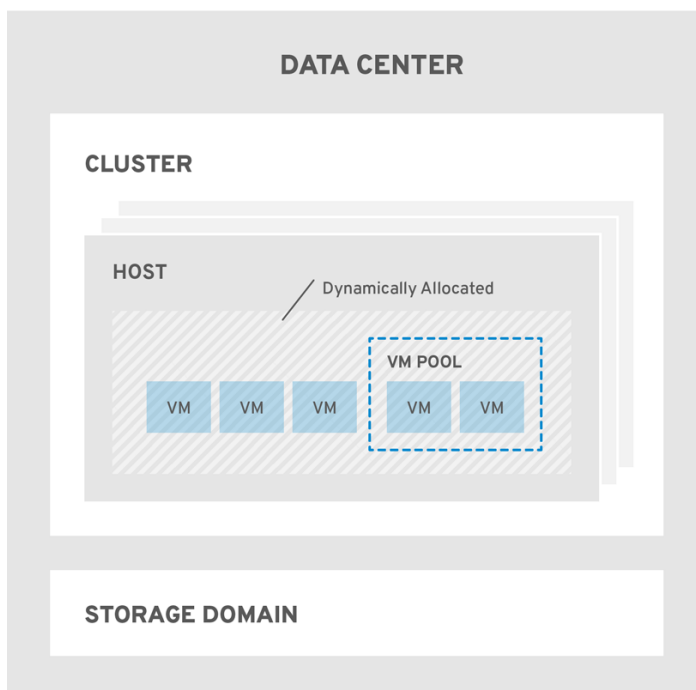 DATA CENTER
CLUSTER
HOST
Dynamically Allocated
VM POOL
VM VM VM VM VM
STORAGE DOMAIN